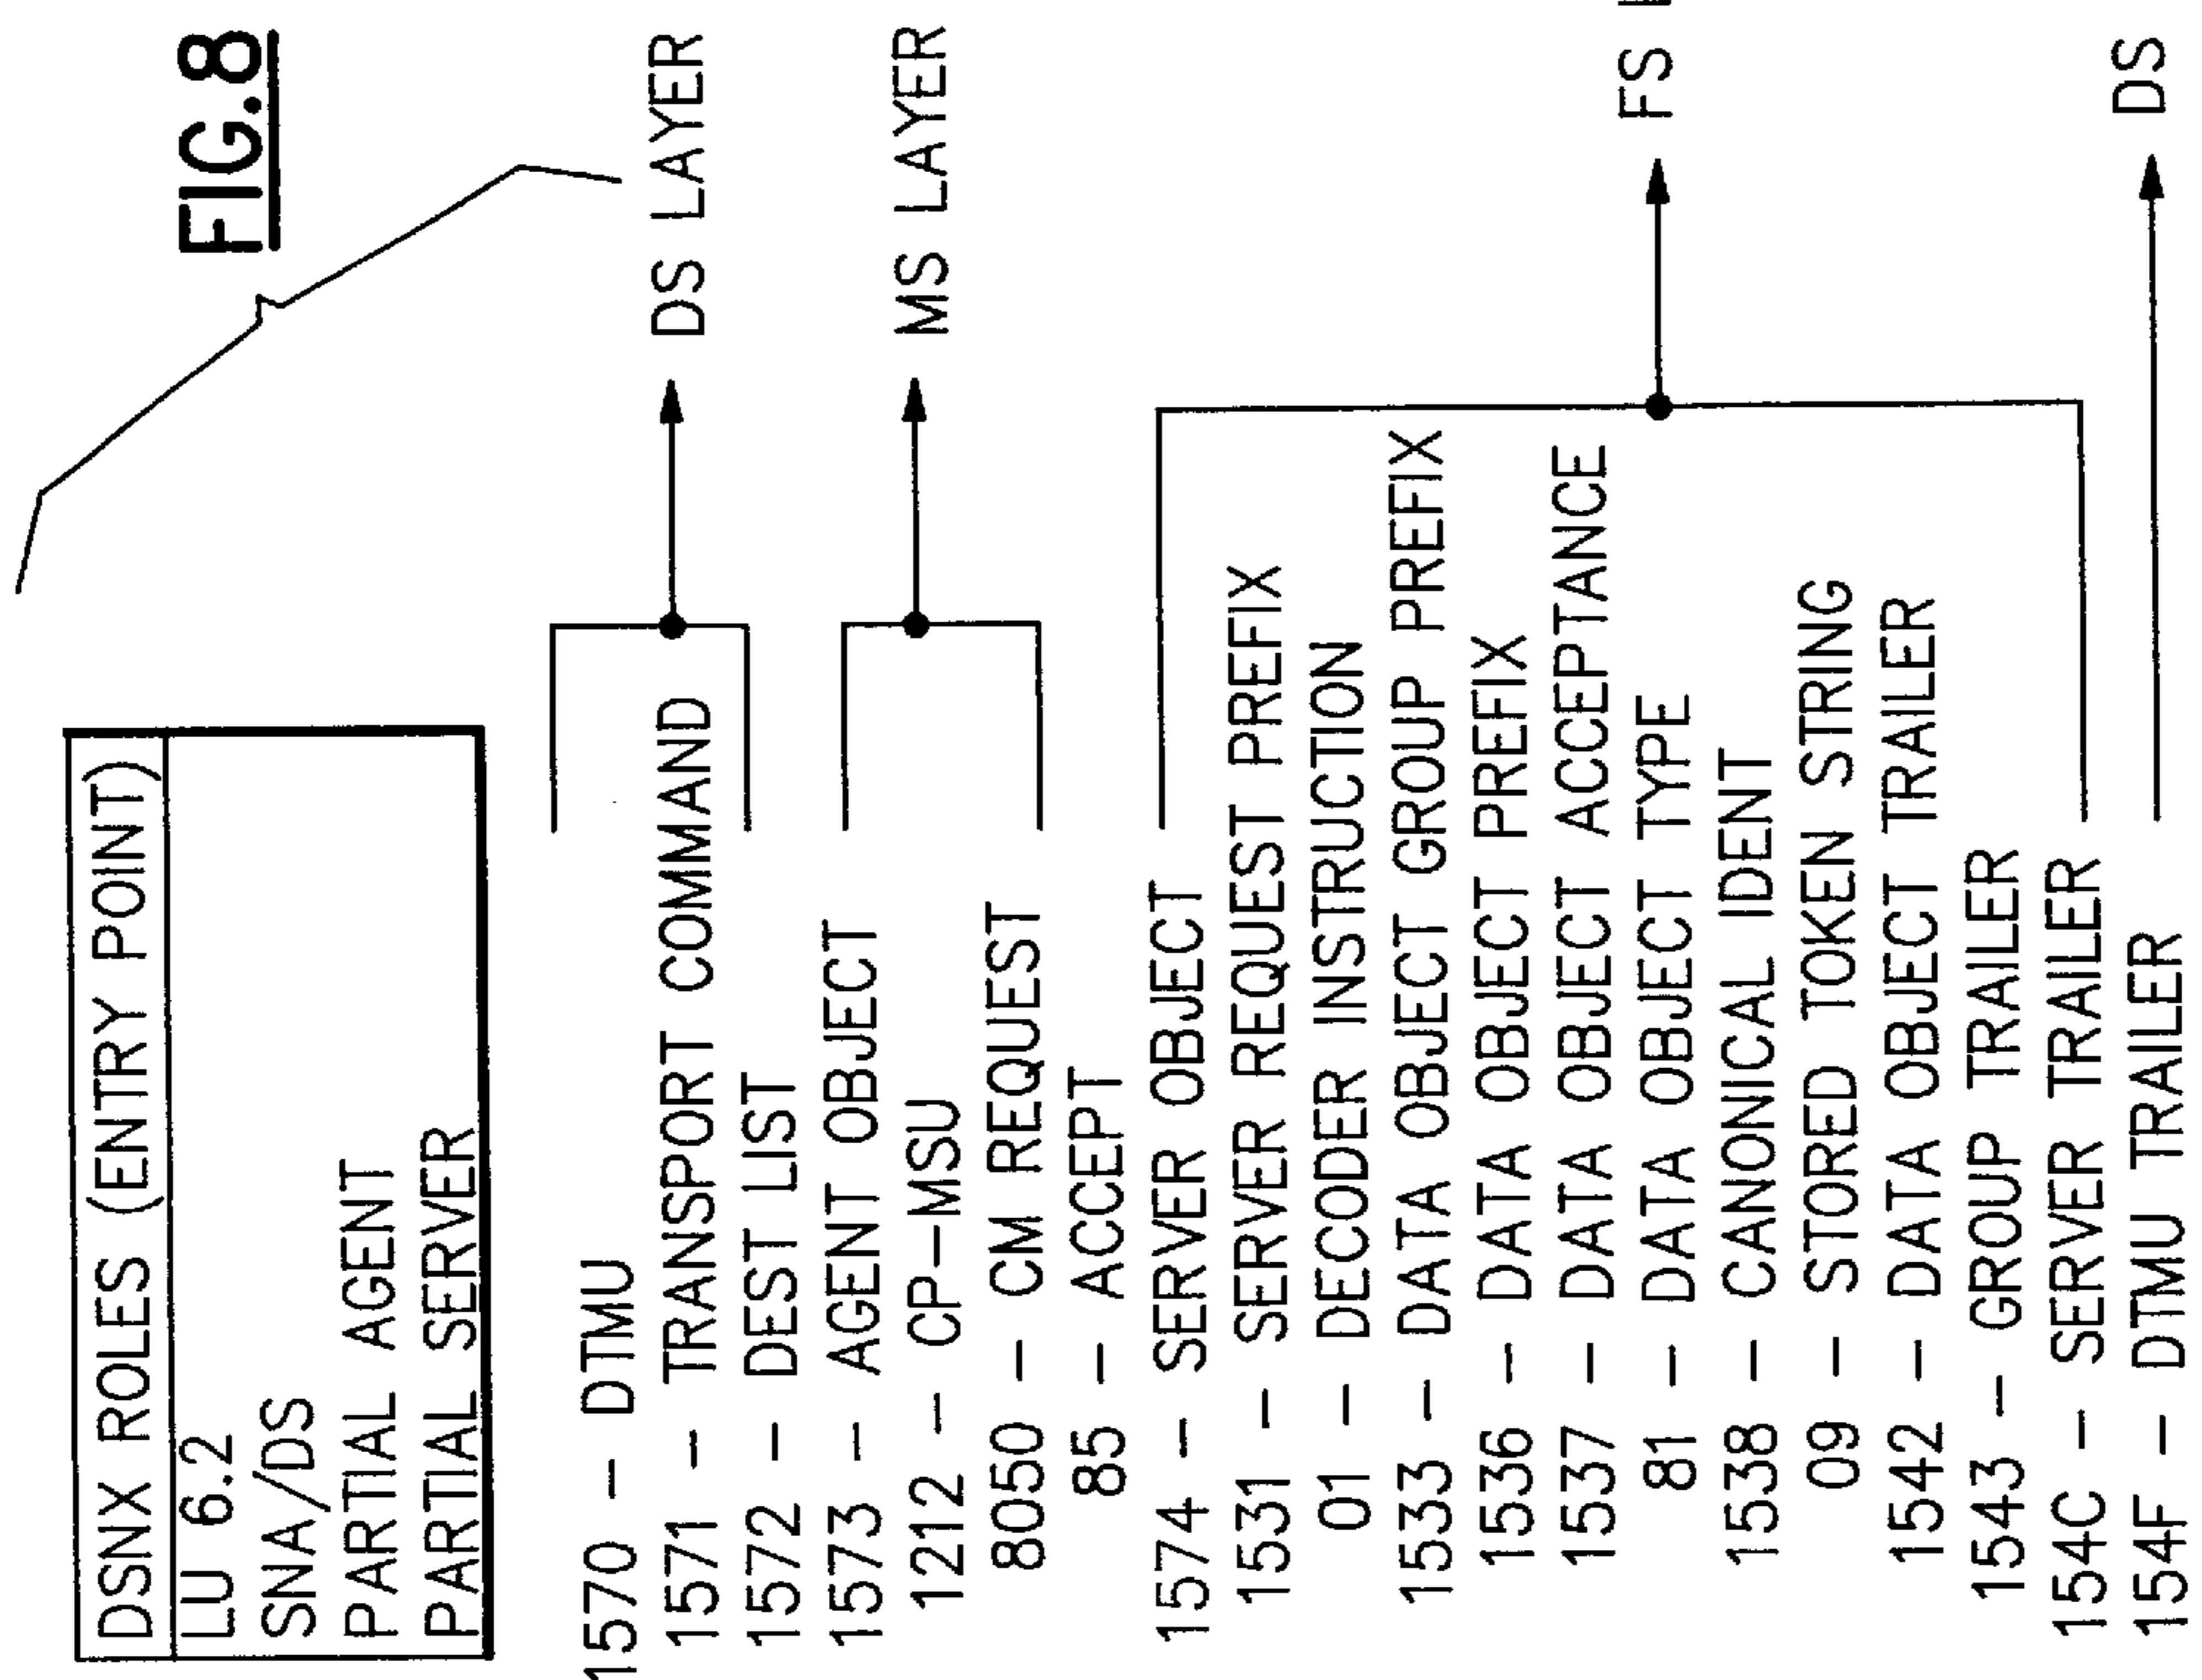 FIG.8
DSNX ROLES (ENTRY POINT)
LU 6.2
SNA/DS
PARTIAL AGENT
PARTIAL SERVER
1570 - DTMU
1571 - TRANSPORT COMMAND
DS LAYER
1572 - DEST LIST
1573 - AGENT OBJECT
1212 - CP-MSU
MS LAYER
8050 - CM REQUEST
85 - ACCEPT
1574 - SERVER OBJECT
1531 - SERVER REQUEST PREFIX
01 - DECODER INSTRUCTION
1533 - DATA OBJECT GROUP PREFIX
1536 - DATA OBJECT PREFIX
1537 - DATA OBJECT ACCEPTANCE
81 - DATA OBJECT TYPE
FS
1538 - CANONICAL IDENT
09 - STORED TOKEN STRING
1542 - DATA OBJECT TRAILER
1543 - GROUP TRAILER
154C - SERVER TRAILER
154F - DTMU TRAILER
DS